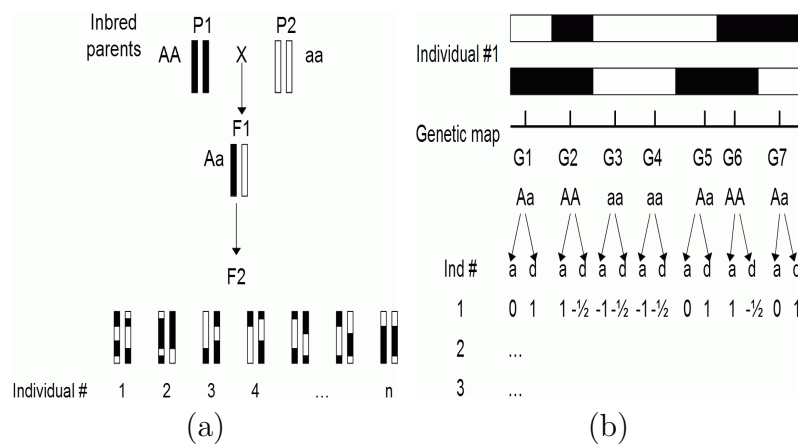 Inbred parents
P1 P2
AA X aa
F1
Aa
F2
Individual # 1 2 3 4 ... n
(a)
Individual #1
Genetic map
G1 G2 G3 G4 G5 G6 G7
Aa AA aa aa Aa AA Aa
Ind # a d a d a d a d a d a d a d
1 0 1 1 -½ -1 -½ -1 -½ 0 1 1 -½ 0 1
2 ...
3 ...
(b)